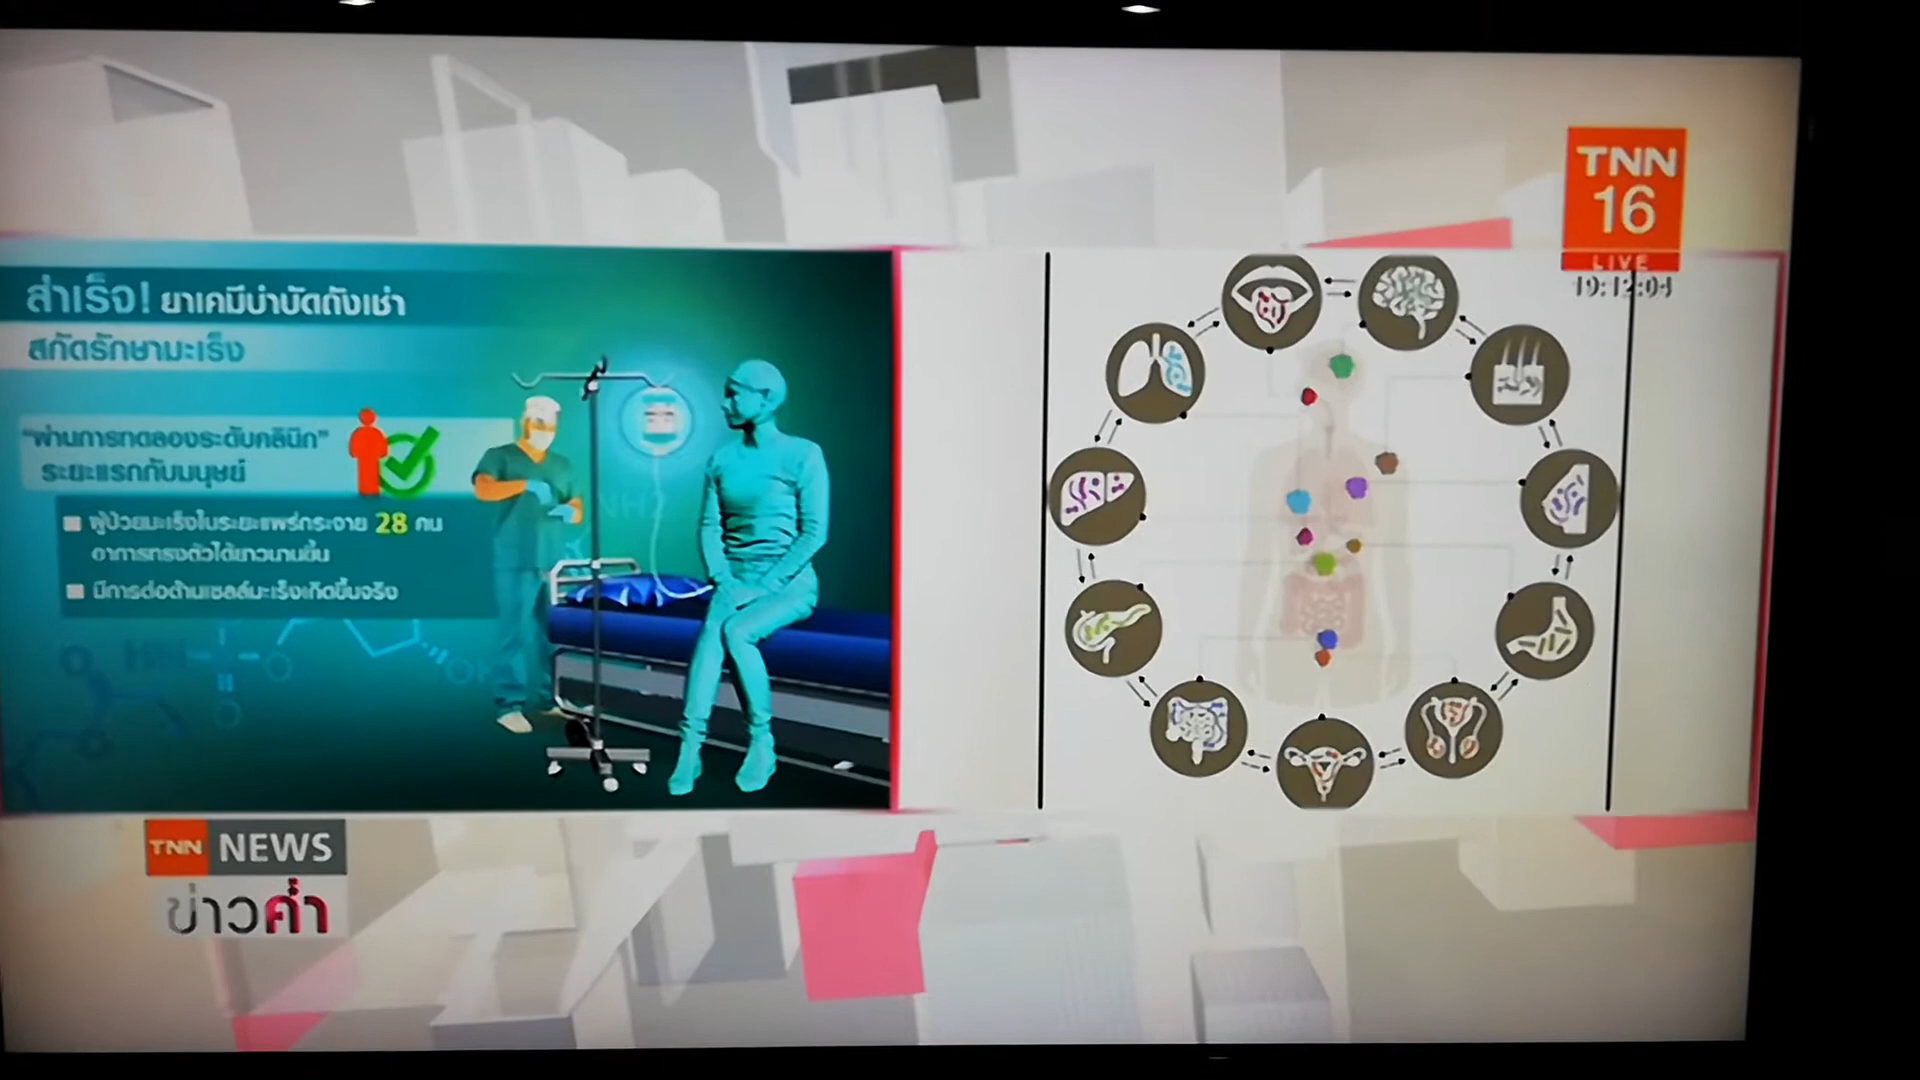 TNN
16
LIVE
19:12:04
สำเร็จ! ยาเคมีบำบัดถังเช่า
สกัดรักษามะเร็ง
"ผ่านการทดลองระดับคลินิก"
ระยะแรกกับมนุษย์
ผู้ป่วยมะเร็งในระยะแพร่กระจาย 28 คน
อาการทรงตัวได้ยาวนานขึ้น
มีการต่อต้านเซลล์มะเร็งเกิดขึ้นจริง
NH
O
HN
O
OH
O
TNN NEWS
ข่าวค่ำ